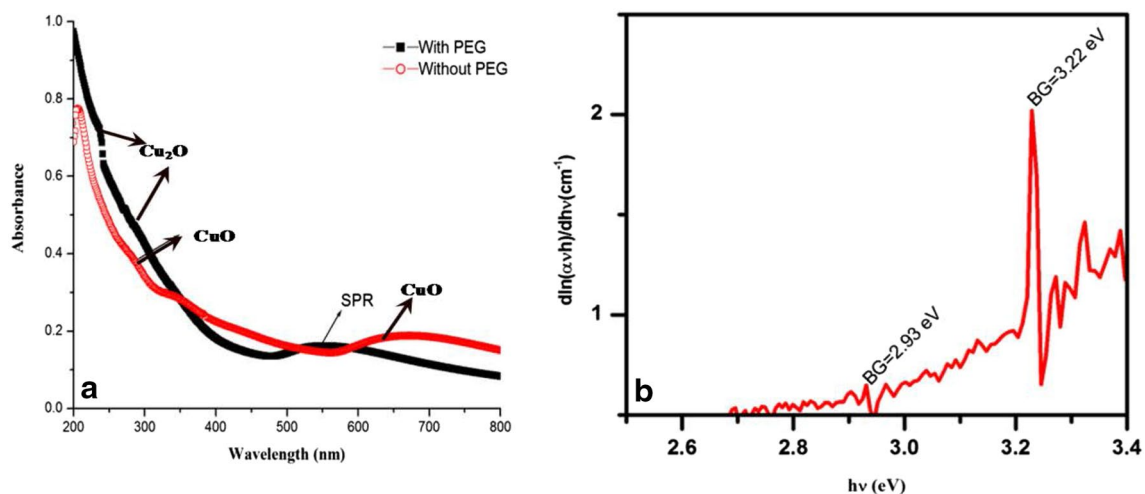 1.0
0.8
0.6
0.4
0.2
0.0
Absorbance
With PEG
Without PEG
Cu₂O
CuO
SPR
CuO
a
200 300 400 500 600 700 800
Wavelength (nm)
2
1
dln(ανh)/dhν(cm⁻¹)
BG=3.22 eV
BG=2.93 eV
b
2.6 2.8 3.0 3.2 3.4
hν (eV)